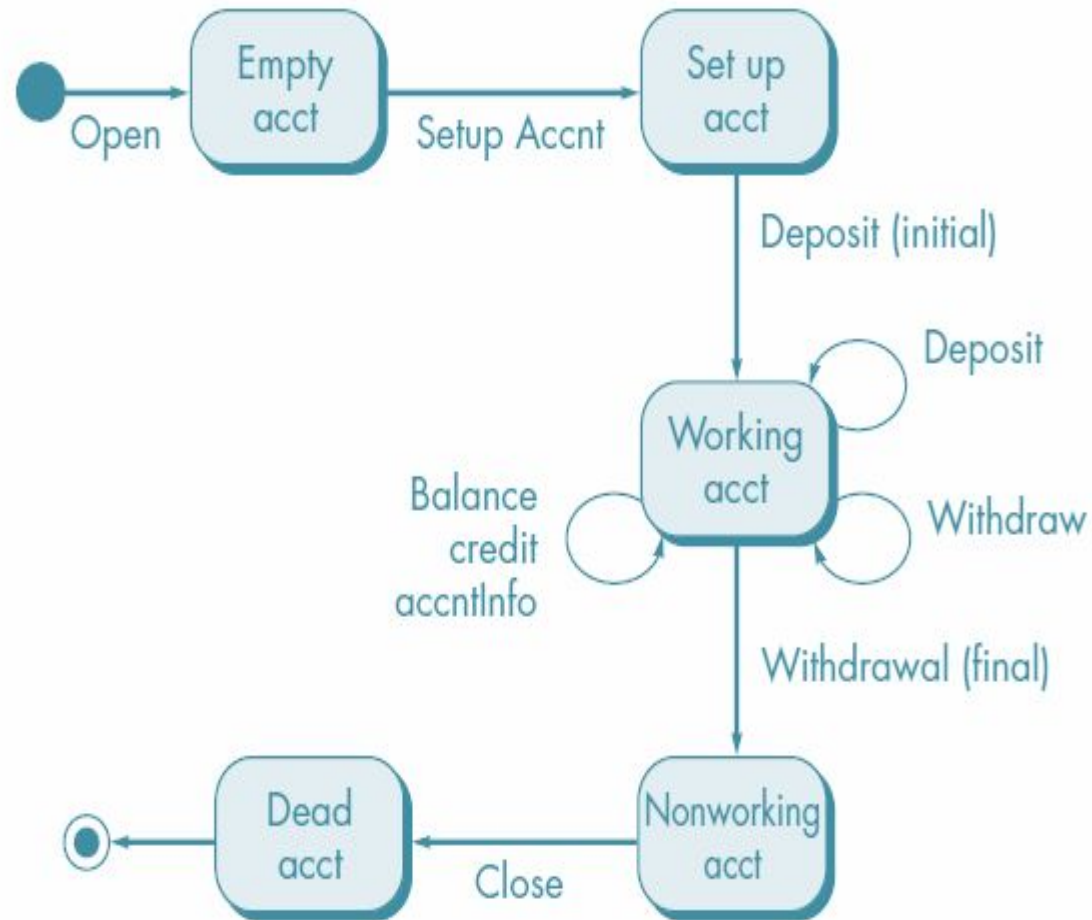 Empty
acct
Set up
acct
Open
Setup Accnt
Deposit (initial)
Deposit
Working
acct
Balance
credit
accntInfo
Withdraw
Withdrawal (final)
Dead
acct
Nonworking
acct
Close